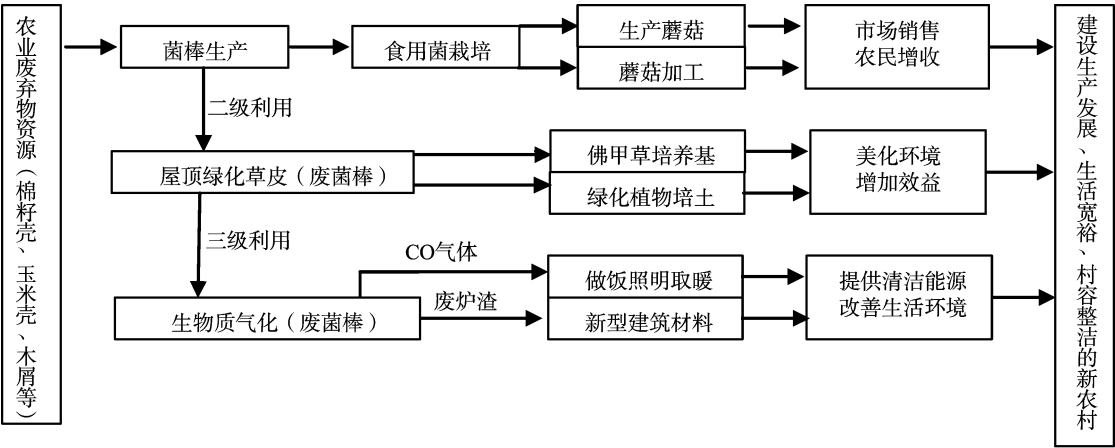 农业废弃物资源（棉籽壳、玉米壳、木屑等）
菌棒生产
食用菌栽培
生产蘑菇
蘑菇加工
市场销售
农民增收
二级利用
屋顶绿化草皮（废菌棒）
佛甲草培养基
绿化植物培土
美化环境
增加效益
三级利用
生物质气化（废菌棒）
CO气体
废炉渣
做饭照明取暖
新型建筑材料
提供清洁能源
改善生活环境
建设生产发展、生活宽裕、村容整洁的新农村